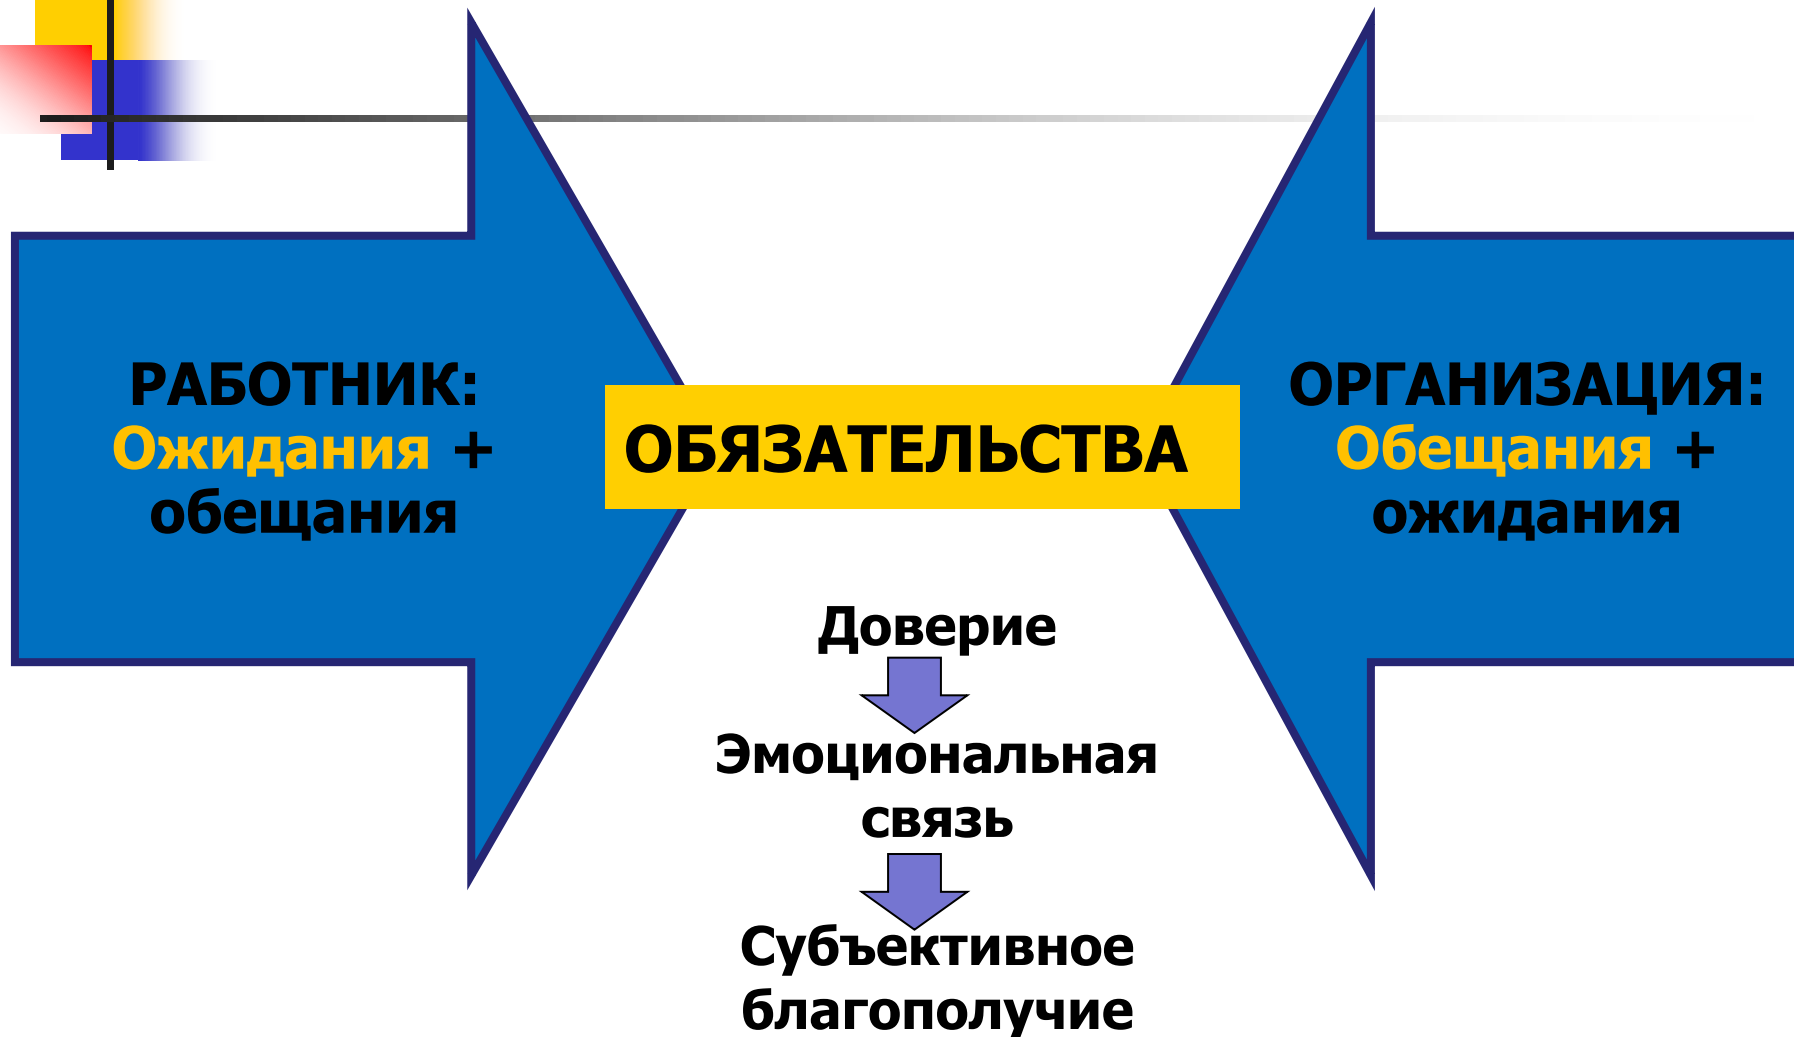 РАБОТНИК:
Ожидания +
обещания
ОБЯЗАТЕЛЬСТВА
ОРГАНИЗАЦИЯ:
Обещания +
ожидания
Доверие
Эмоциональная
связь
Субъективное
благополучие